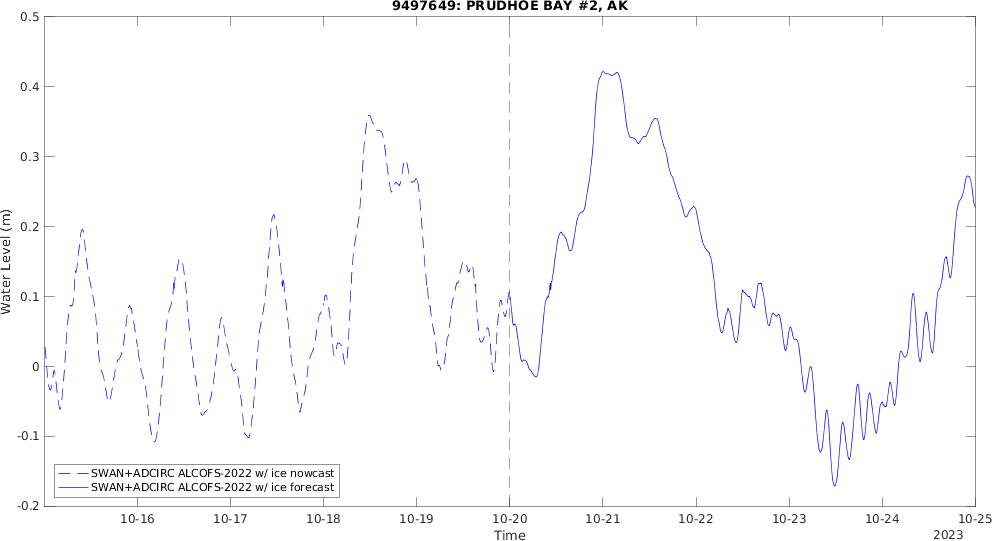 9497649: PRUDHOE BAY #2, AK
0.5
0.4
0.3
0.2
0.1
0
-0.1
-0.2
Water Level (m)
SWAN+ADCIRC ALCOFS-2022 w/ ice nowcast
SWAN+ADCIRC ALCOFS-2022 w/ ice forecast
10-16 10-17 10-18 10-19 10-20 10-21 10-22 10-23 10-24 10-25
Time
2023